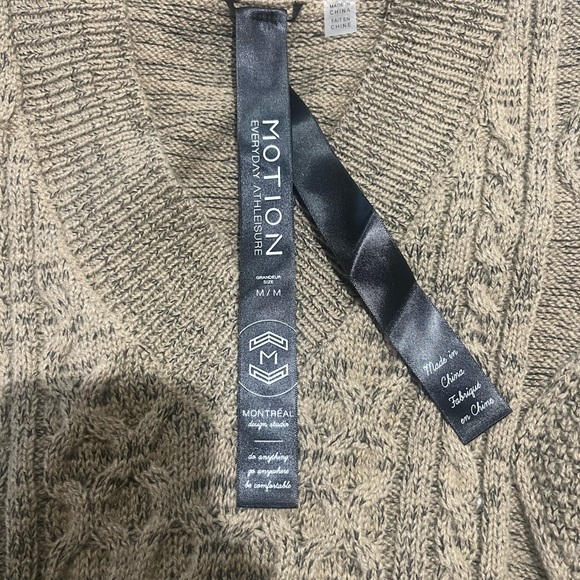 MADE IN
CHINA
FAIT EN
CHINE
MOTION
EVERYDAY ATHLEISURE
GRANDEUR
SIZE
M/M
M
MONTRÉAL
design studio
do anything
go anywhere
be comfortable
Made in
China
Fabriqué
en Chine